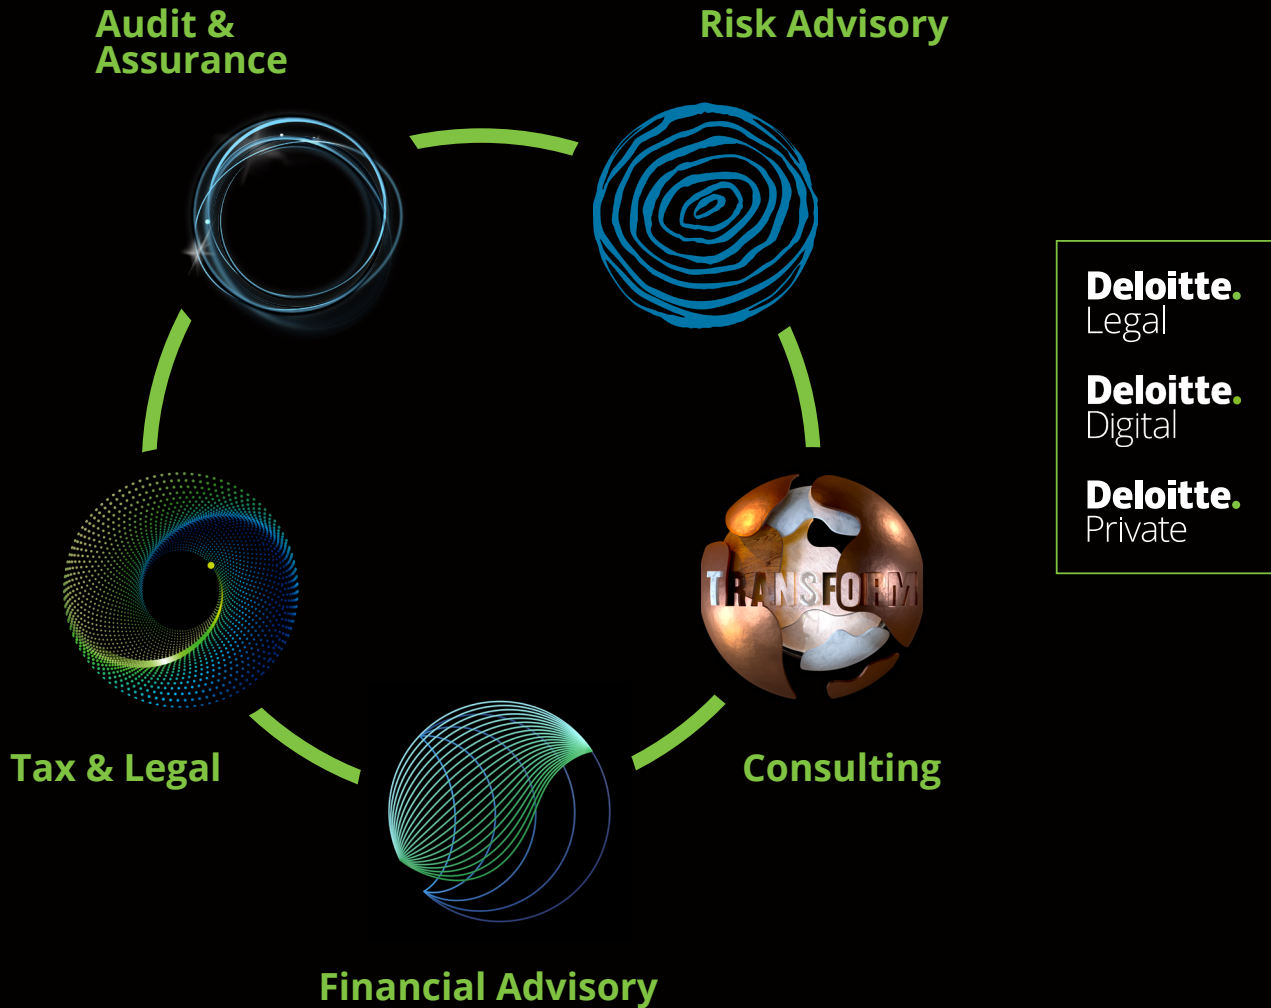 Audit &
Assurance
Risk Advisory
Deloitte.
Legal
Deloitte.
Digital
Deloitte.
Private
TRANSFORM
Tax & Legal
Consulting
Financial Advisory